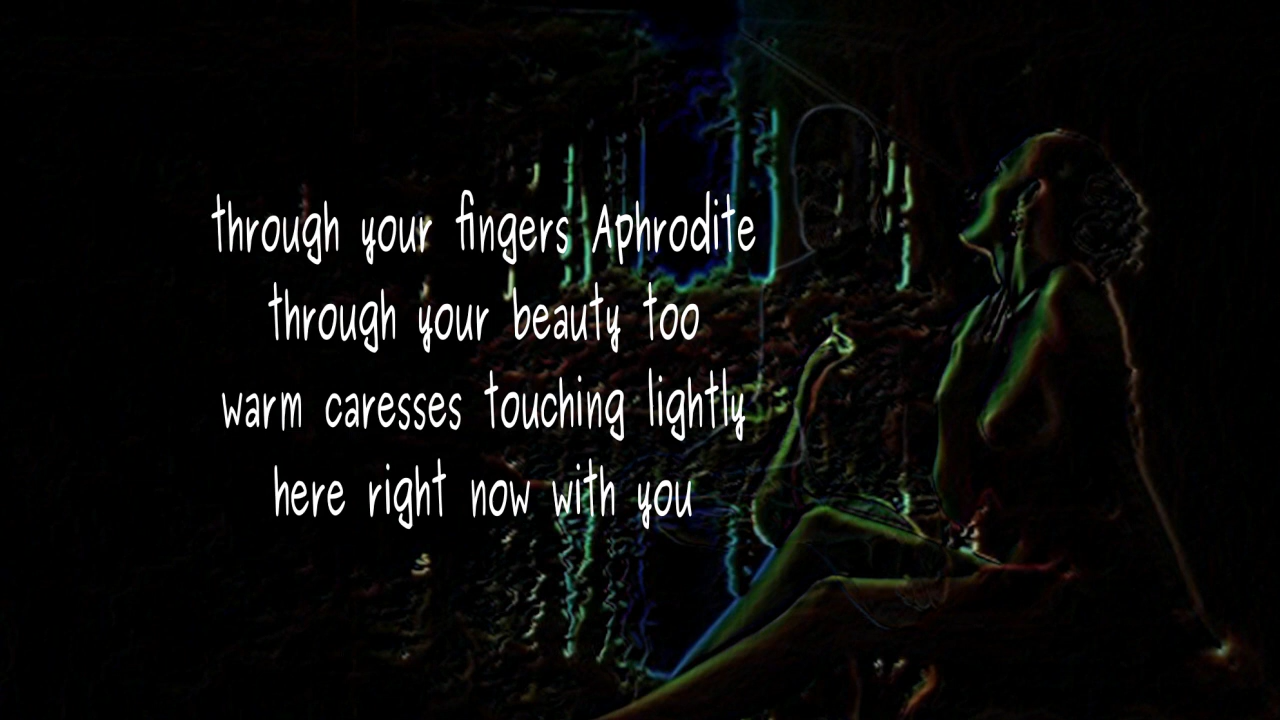 through your fingers Aphrodite
through your beauty too
warm caresses touching lightly
here right now with you